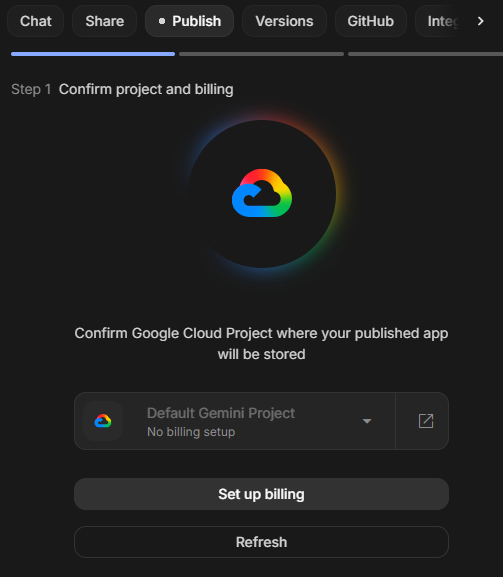 Chat
Share
Publish
Versions
GitHub
Step 1 Confirm project and billing
Confirm Google Cloud Project where your published app
will be stored
Default Gemini Project
No billing setup
Set up billing
Refresh